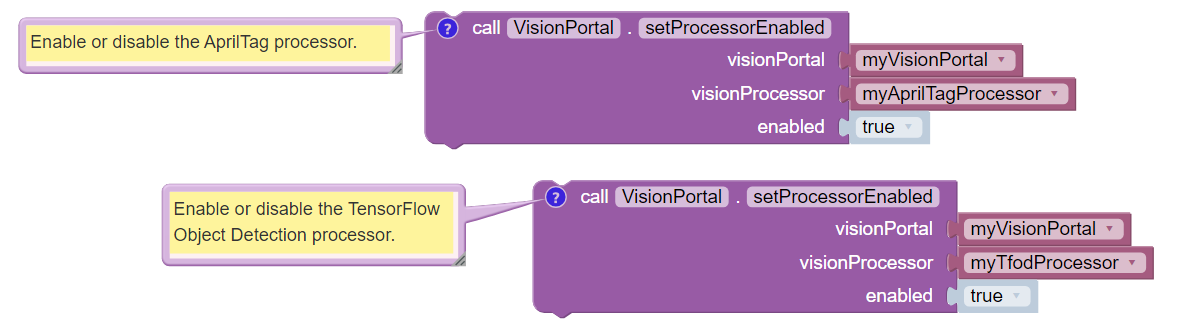 Enable or disable the AprilTag processor.
? call VisionPortal . setProcessorEnabled
visionPortal myVisionPortal
visionProcessor myAprilTagProcessor
enabled true
Enable or disable the TensorFlow
Object Detection processor.
? call VisionPortal . setProcessorEnabled
visionPortal myVisionPortal
visionProcessor myTfodProcessor
enabled true